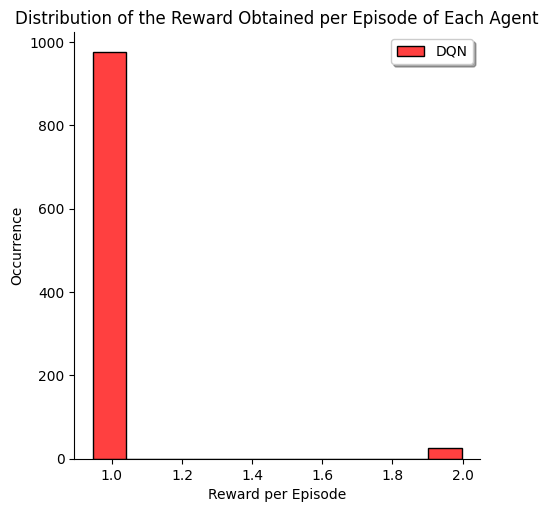 Distribution of the Reward Obtained per Episode of Each Agent
DQN
1000
800
600
400
200
0
Occurrence
1.0 1.2 1.4 1.6 1.8 2.0
Reward per Episode